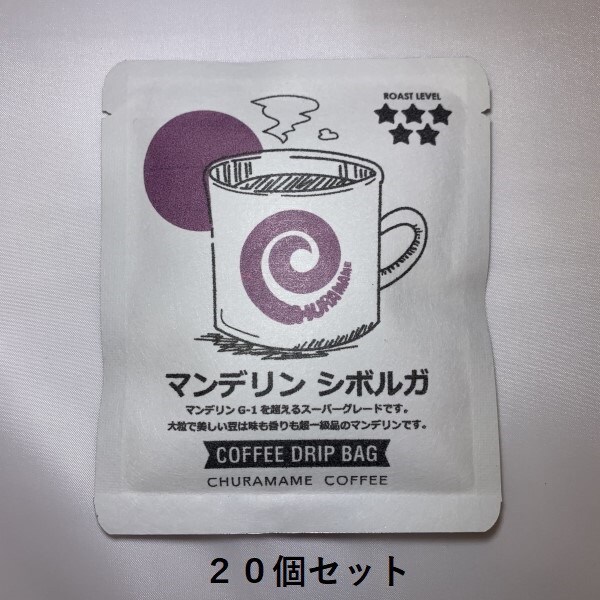 ROAST LEVEL
CHURAMAME
マンデリン シボルガ
マンデリン G-1 を超えるスーパーグレードです。
大粒で美しい豆は味も香りも超一級品のマンデリンです。
COFFEE DRIP BAG
CHURAMAME COFFEE
２０個セット